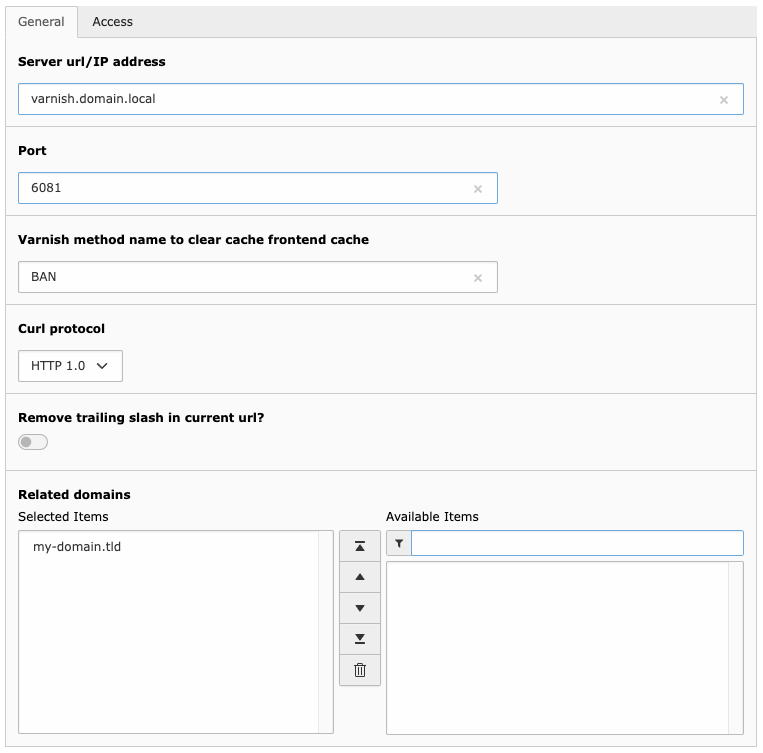 General Access
Server url/IP address
varnish.domain.local
Port
6081
Varnish method name to clear cache frontend cache
BAN
Curl protocol
HTTP 1.0
Remove trailing slash in current url?
Related domains
Selected Items
my-domain.tld
Available Items